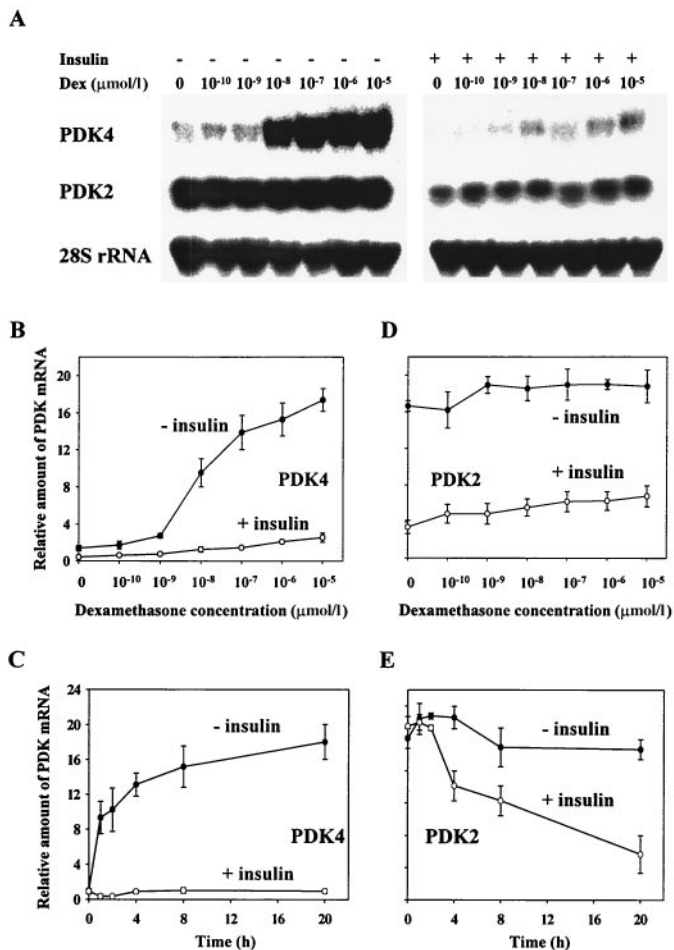 A
Insulin - - - - - - - + + + + + + +
Dex (μmol/l) 0 10⁻¹⁰ 10⁻⁹ 10⁻⁸ 10⁻⁷ 10⁻⁶ 10⁻⁵ 0 10⁻¹⁰ 10⁻⁹ 10⁻⁸ 10⁻⁷ 10⁻⁶ 10⁻⁵
PDK4
PDK2
28S rRNA
B
Relative amount of PDK mRNA
20
16
12
8
4
0
- insulin
PDK4
+ insulin
0 10⁻¹⁰ 10⁻⁹ 10⁻⁸ 10⁻⁷ 10⁻⁶ 10⁻⁵
Dexamethasone concentration (μmol/l)
D
- insulin
+ insulin
PDK2
0 10⁻¹⁰ 10⁻⁹ 10⁻⁸ 10⁻⁷ 10⁻⁶ 10⁻⁵
Dexamethasone concentration (μmol/l)
C
Relative amount of PDK mRNA
24
20
16
12
8
4
0
- insulin
PDK4
+ insulin
0 4 8 12 16 20
Time (h)
E
- insulin
+ insulin
PDK2
0 4 8 12 16 20
Time (h)